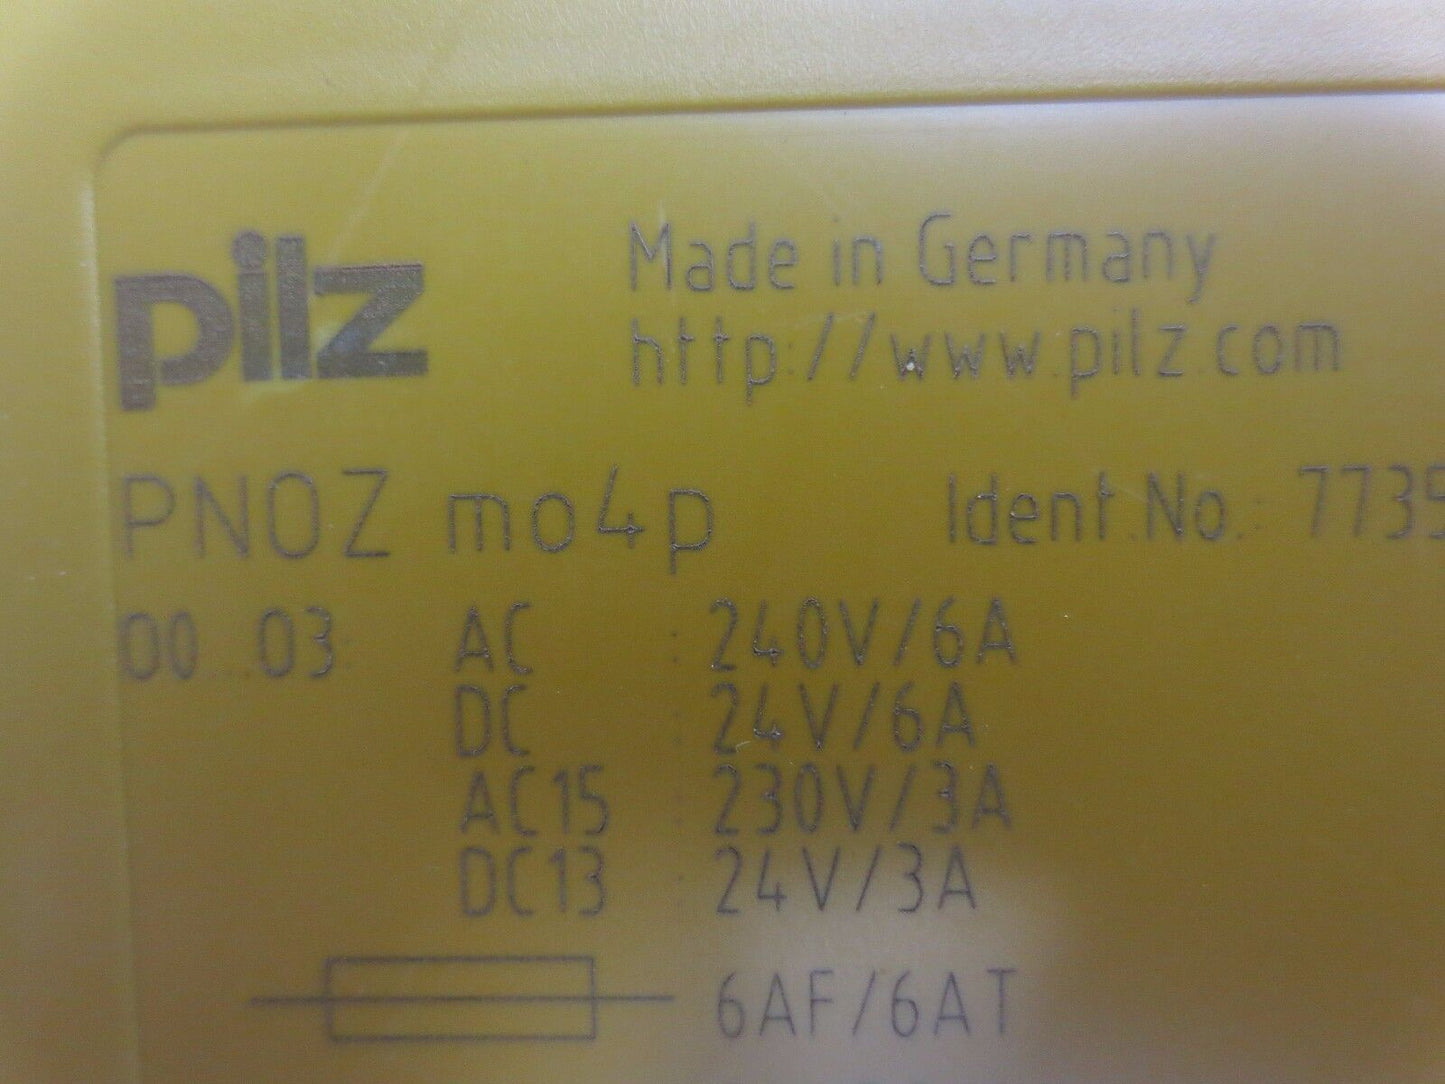 pilz
Made in Germany
http://www.pilz.com
PNOZ mo4p Ident.No.: 7735
00...03: AC : 240V/6A
DC : 24V/6A
AC15 : 230V/3A
DC13 : 24V/3A
6AF/6AT